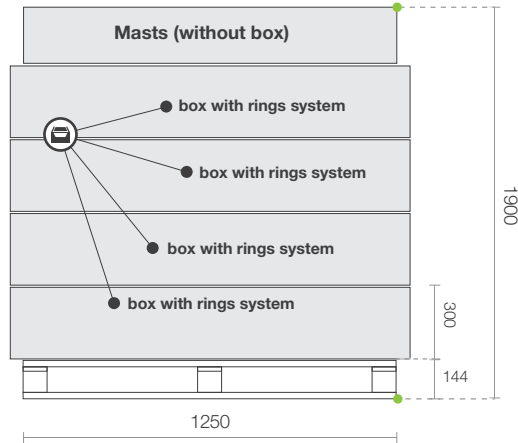 Masts (without box)
box with rings system
box with rings system
box with rings system
box with rings system
1900
300
144
1250